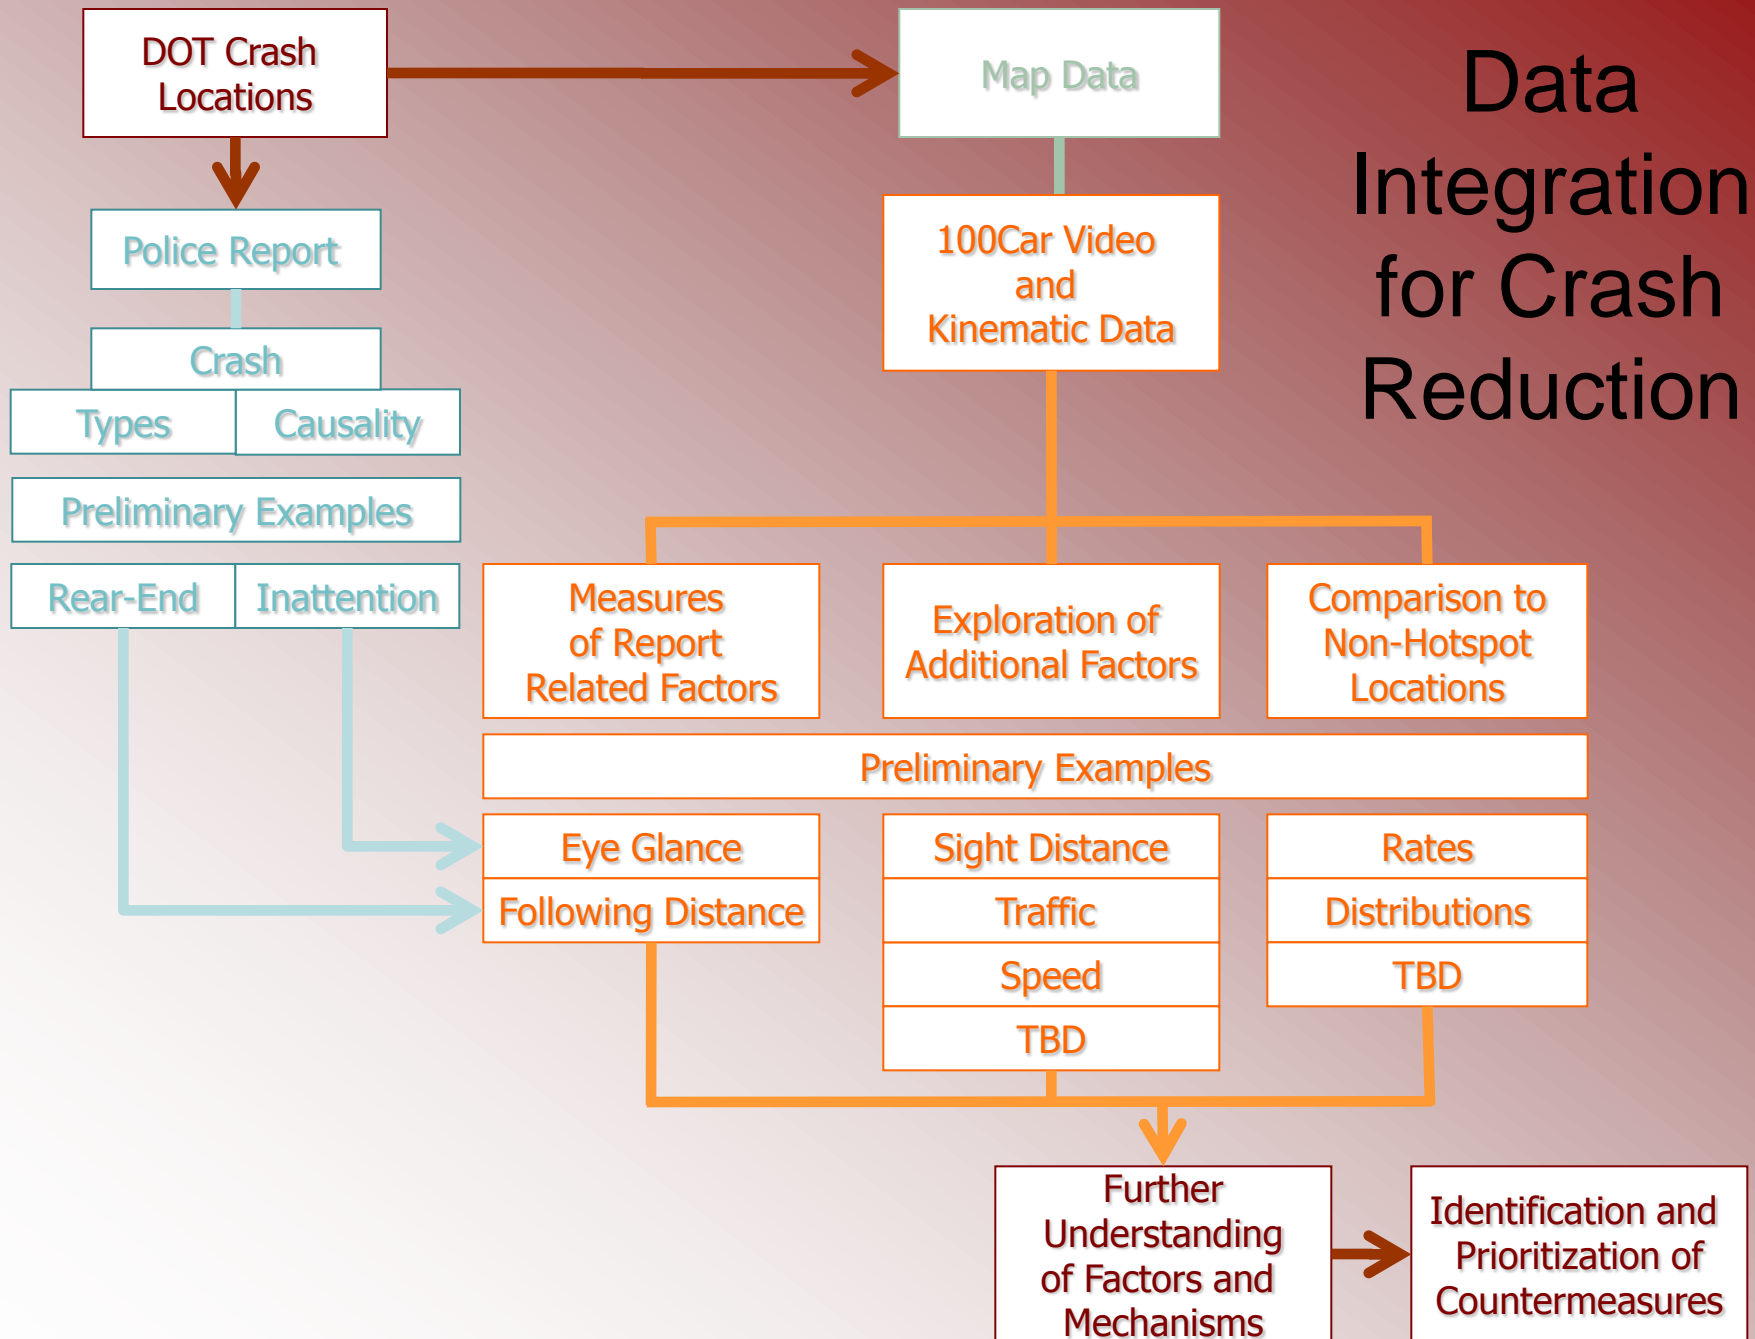 DOT Crash
Locations
Map Data
Data
Integration
for Crash
Reduction
Police Report
Crash
Types
Causality
Preliminary Examples
Rear-End
Inattention
100Car Video
and
Kinematic Data
Measures
of Report
Related Factors
Exploration of
Additional Factors
Comparison to
Non-Hotspot
Locations
Preliminary Examples
Eye Glance
Following Distance
Sight Distance
Traffic
Speed
TBD
Rates
Distributions
TBD
Further
Understanding
of Factors and
Mechanisms
Identification and
Prioritization of
Countermeasures